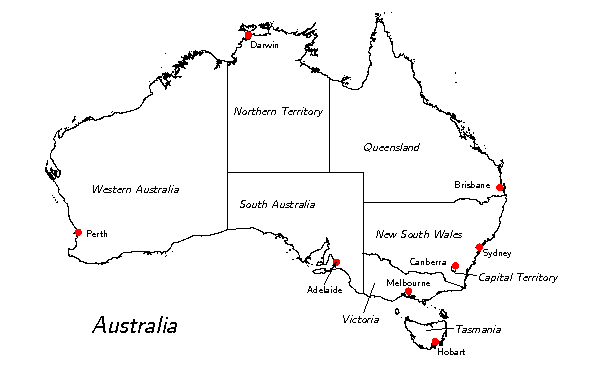 Darwin
Northern Territory
Queensland
Western Australia
Brisbane
South Australia
Perth
New South Wales
Sydney
Canberra
Capital Territory
Adelaide
Melbourne
Victoria
Australia
Tasmania
Hobart